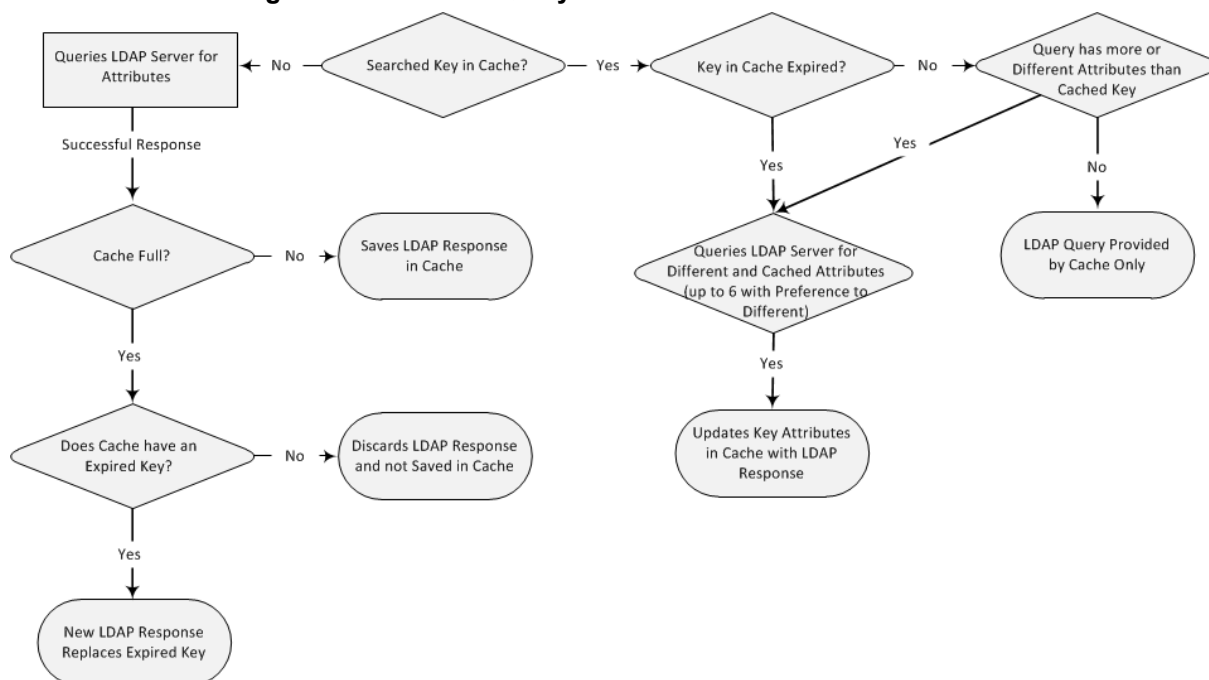 Queries LDAP Server for
Attributes
No
Searched Key in Cache?
Yes
Key in Cache Expired?
No
Query has more or
Different Attributes than
Cached Key
Successful Response
Yes
Yes
No
Cache Full?
No
Saves LDAP Response
in Cache
Queries LDAP Server for
Different and Cached Attributes
(up to 6 with Preference to
Different)
LDAP Query Provided
by Cache Only
Yes
Yes
Does Cache have an
Expired Key?
No
Discards LDAP Response
and not Saved in Cache
Updates Key Attributes
in Cache with LDAP
Response
Yes
New LDAP Response
Replaces Expired Key